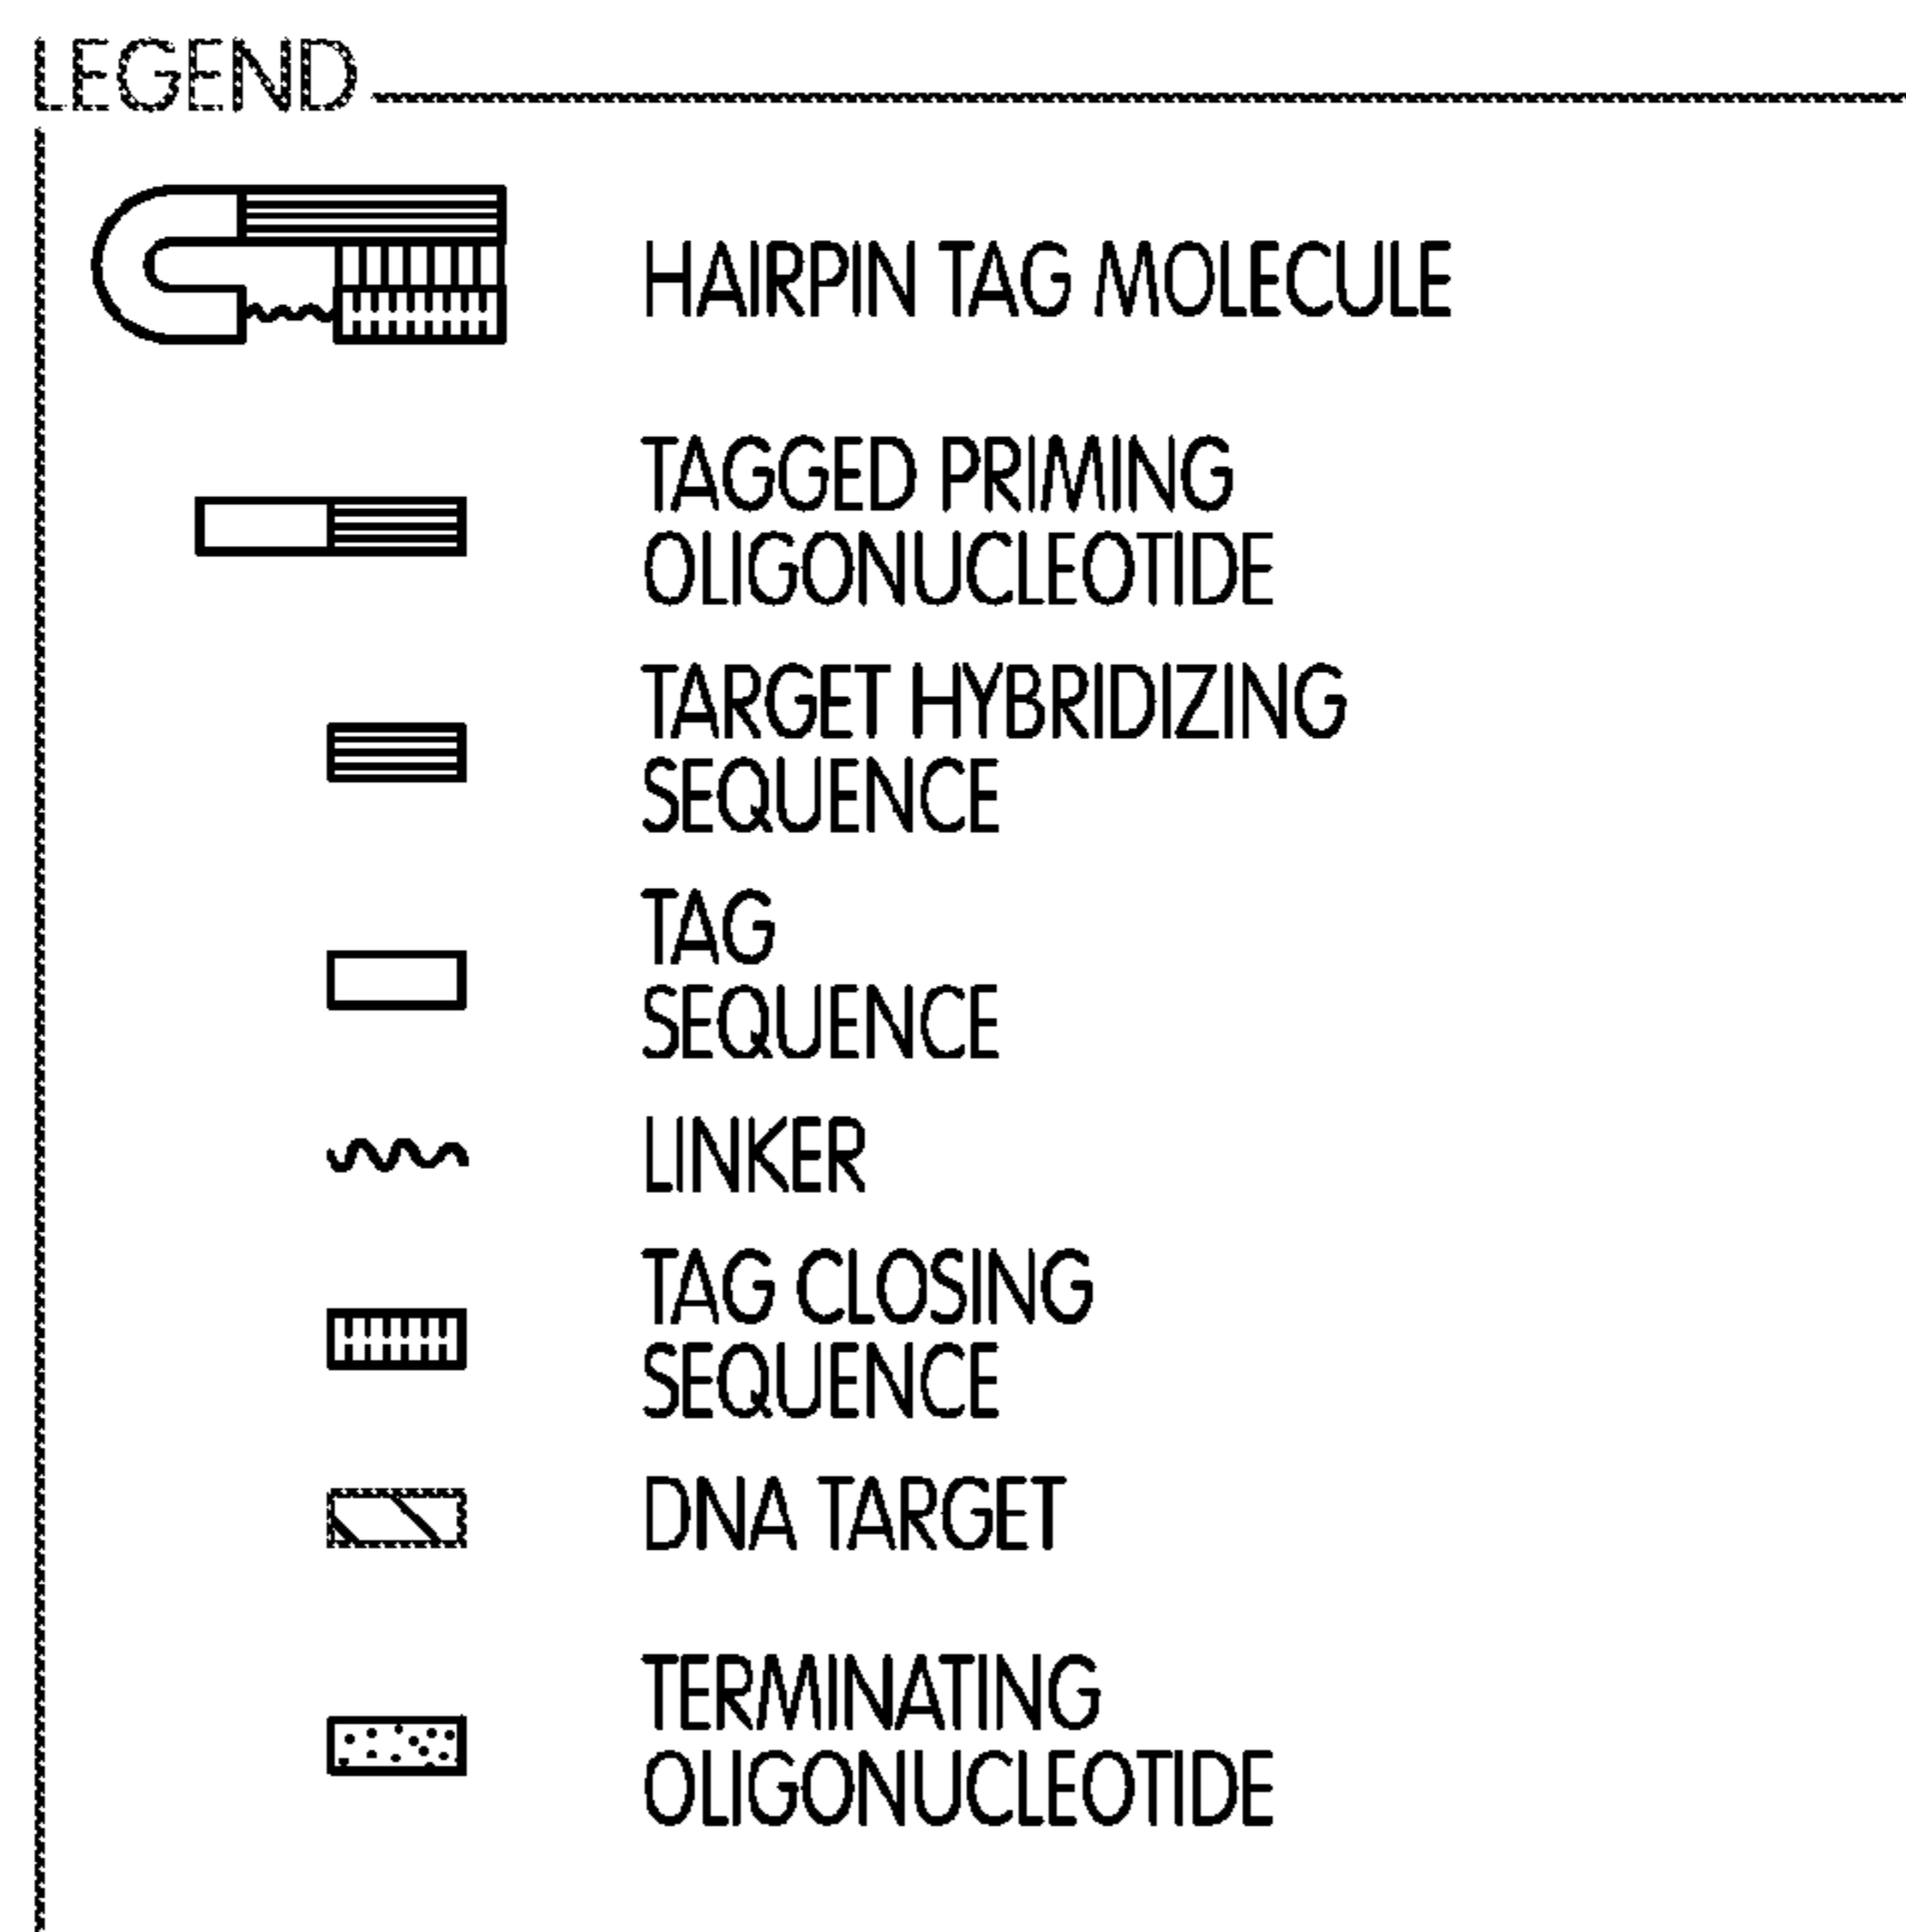 LEGEND
HAIRPIN TAG MOLECULE
TAGGED PRIMING
OLIGONUCLEOTIDE
TARGET HYBRIDIZING
SEQUENCE
TAG
SEQUENCE
LINKER
TAG CLOSING
SEQUENCE
DNA TARGET
TERMINATING
OLIGONUCLEOTIDE